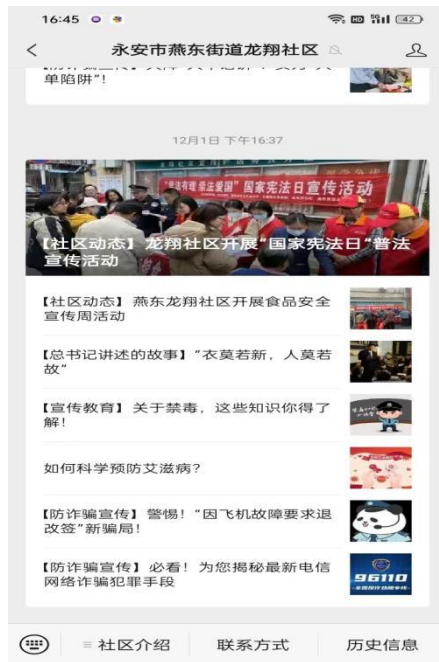 16:45
HD 5G 42
永安市燕东街道龙翔社区
单陷阱"!
12月1日 下午16:37
国家宪法日宣传活动
【社区动态】龙翔社区开展"国家宪法日"普法
宣传活动
【社区动态】燕东龙翔社区开展食品安全
宣传周活动
【总书记讲述的故事】"衣莫若新，人莫若
故"
【宣传教育】关于禁毒，这些知识你得了
解!
如何科学预防艾滋病?
【防诈骗宣传】警惕!"因飞机故障要求退
改签"新骗局!
【防诈骗宣传】必看! 为您揭秘最新电信
网络诈骗犯罪手段
96110
社区介绍
联系方式
历史信息